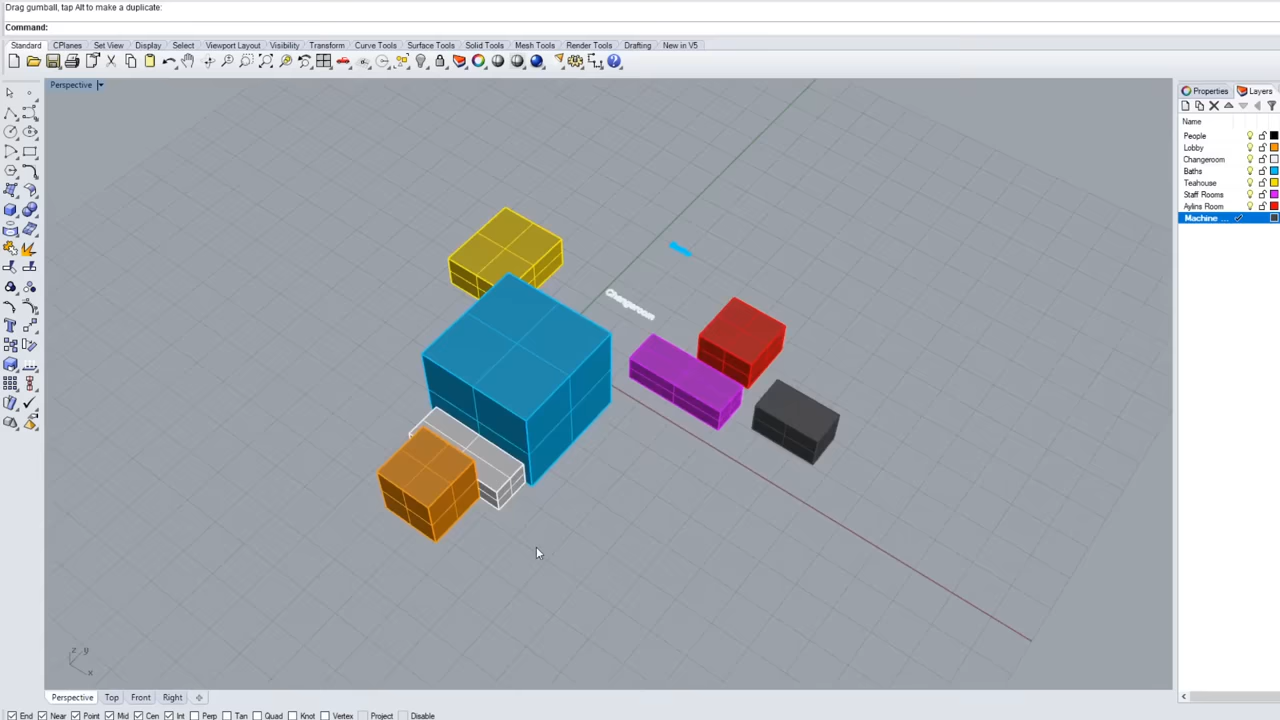 Drag gumball, tap Alt to make a duplicate:
Command:
Standard CPlanes Set View Display Select Viewport Layout Visibility Transform Curve Tools Surface Tools Solid Tools Mesh Tools Render Tools Drafting New in V5
Perspective
Properties Layers
Name
People
Lobby
Changeroom
Baths
Teahouse
Staff Rooms
Aylins Room
Machine ...
Changeroom
z y
x
Perspective Top Front Right
End Near Point Mid Cen Int Perp Tan Quad Knot Vertex Project Disable